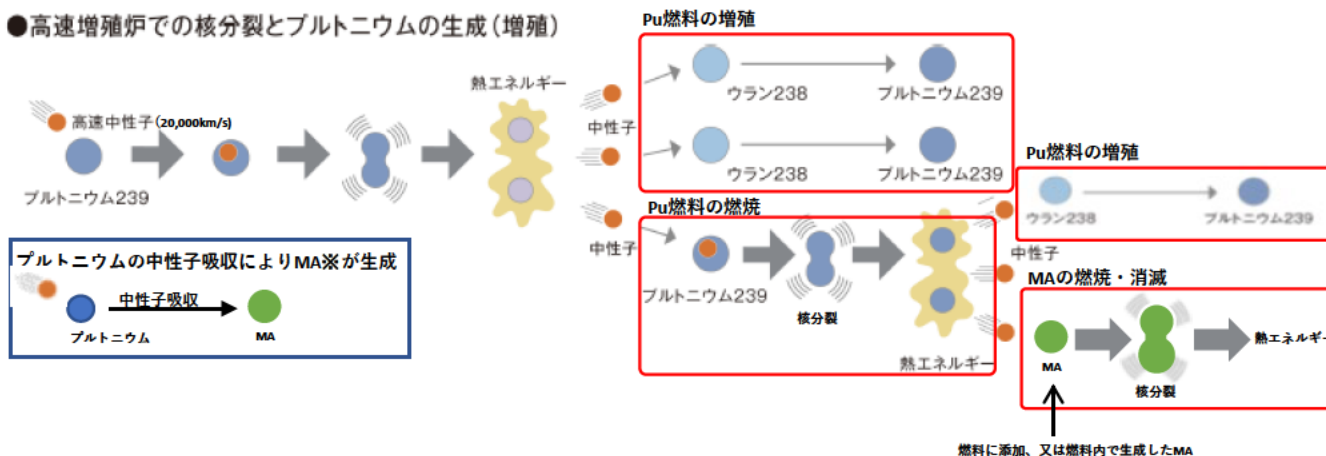 ●高速増殖炉での核分裂とプルトニウムの生成(増殖)
高速中性子(20,000km/s)
プルトニウム239
熱エネルギー
中性子
中性子
Pu燃料の増殖
ウラン238
プルトニウム239
ウラン238
プルトニウム239
Pu燃料の燃焼
プルトニウム239
核分裂
熱エネルギー
中性子
Pu燃料の増殖
ウラン238
プルトニウム239
MAの燃焼・消滅
MA
核分裂
熱エネルギー
燃料に添加、又は燃料内で生成したMA
プルトニウムの中性子吸収によりMA※が生成
中性子吸収
プルトニウム
MA